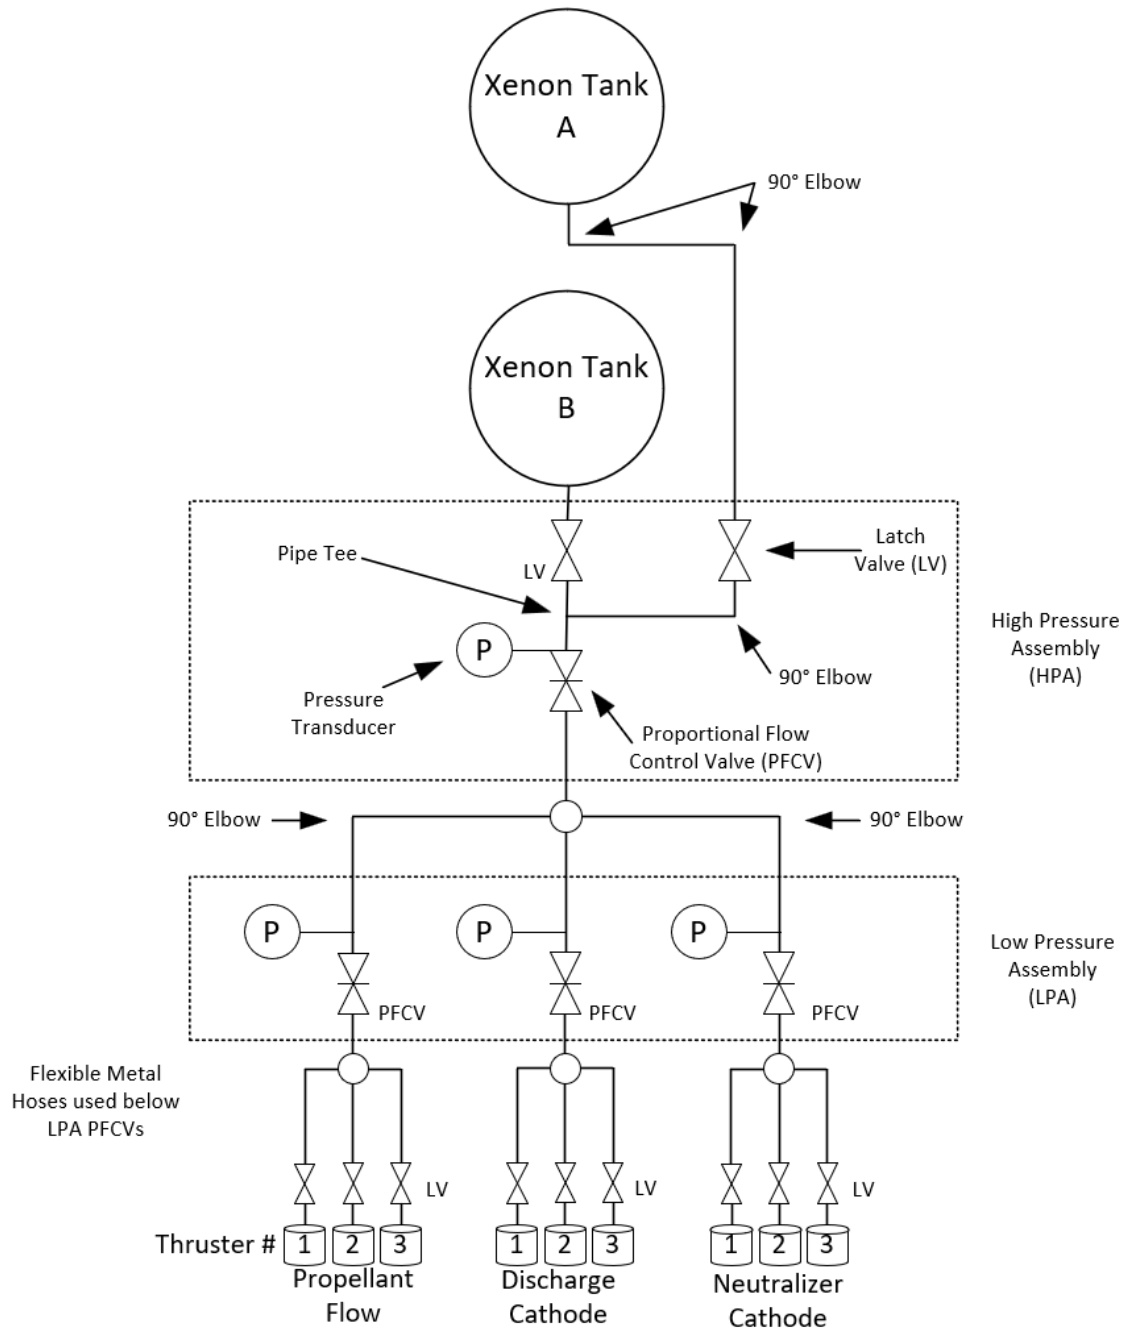 Xenon Tank
A
90° Elbow
Xenon Tank
B
Pipe Tee
LV
Latch
Valve (LV)
P
Pressure
Transducer
90° Elbow
Proportional Flow
Control Valve (PFCV)
High Pressure
Assembly
(HPA)
90° Elbow
90° Elbow
P
P
P
PFCV
PFCV
PFCV
Low Pressure
Assembly
(LPA)
Flexible Metal
Hoses used below
LPA PFCVs
LV
LV
LV
Thruster # 1 2 3
1 2 3
1 2 3
Propellant
Flow
Discharge
Cathode
Neutralizer
Cathode